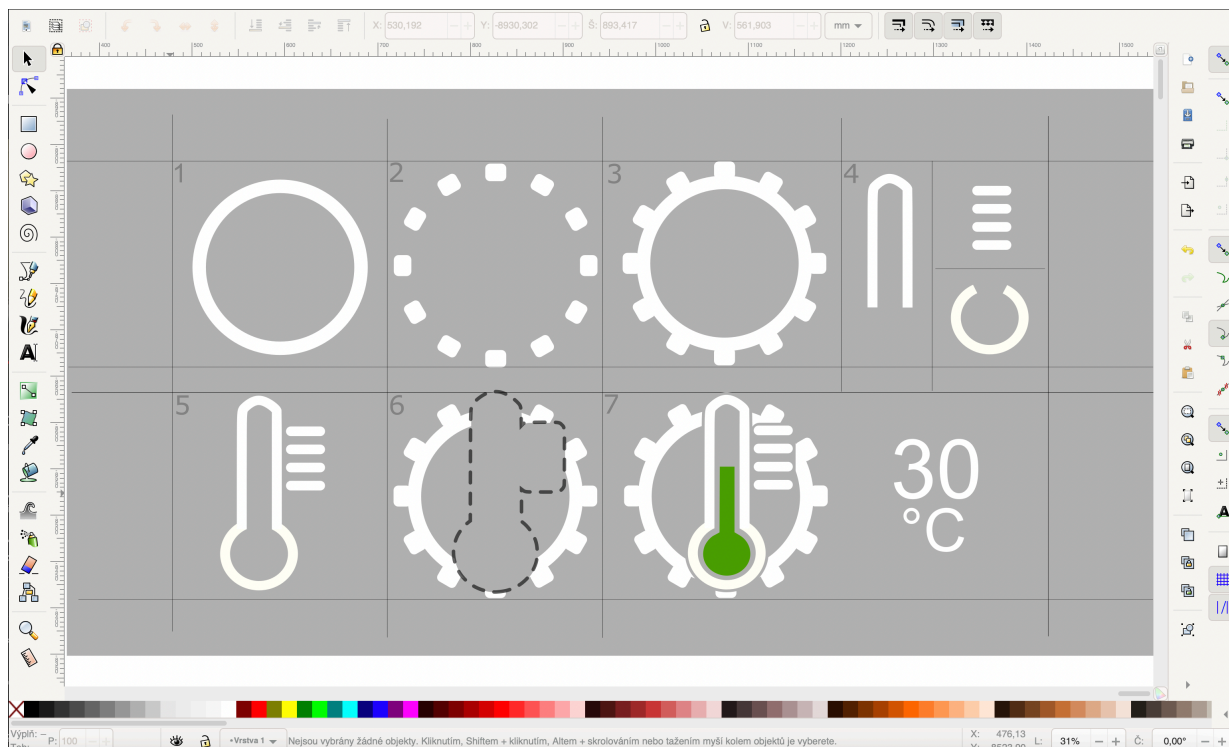 X: 530,192 Y: -8930,302 Š: 893,417 V: 561,903 mm
400 500 600 700 800 900 1000 1100 1200 1300 1400 1500
1 2 3 4
5 6 7
30
°C
Výplň: –
P: 100 •Vrstva 1 Nejsou vybrány žádné objekty. Kliknutím, Shiftem + kliknutím, Altem + skrolováním nebo tažením myší kolem objektů je vyberete. X: 476,13 L: 31% Č: 0,00°